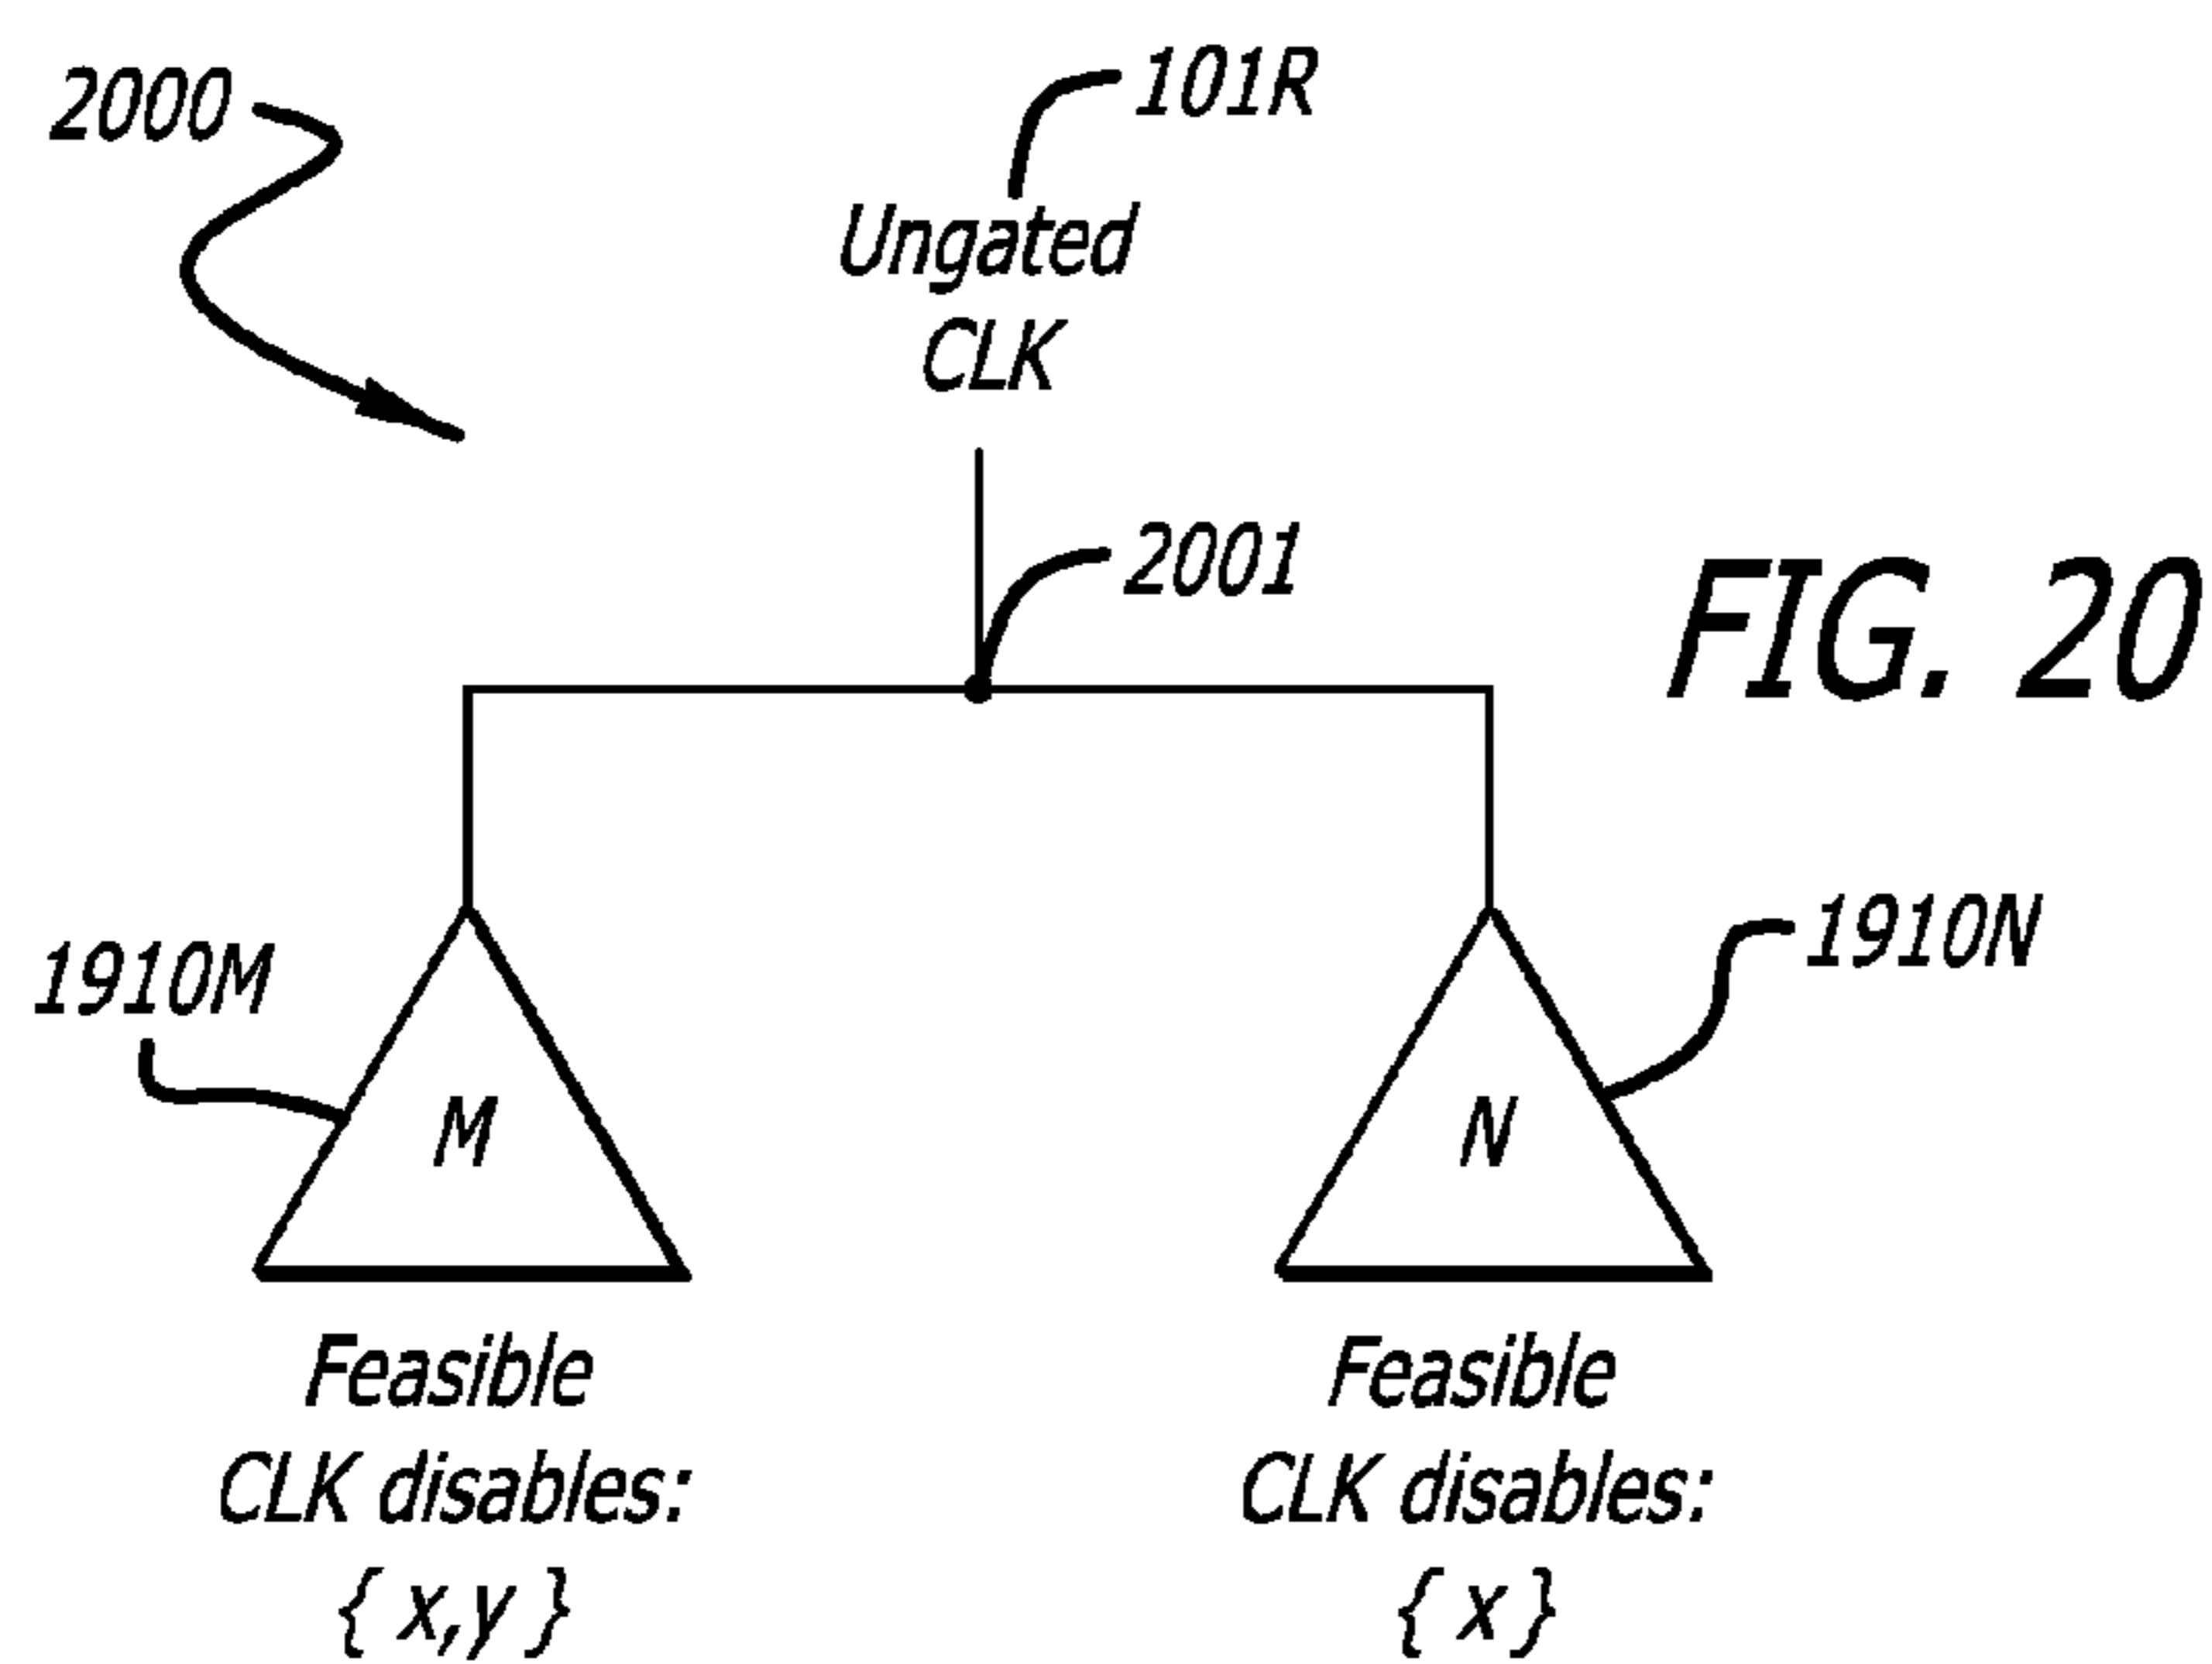 2000
101R
Ungated
CLK
2001
FIG. 20
1910M
1910N
M
N
Feasible
CLK disables:
{ x,y }
Feasible
CLK disables:
{ x }